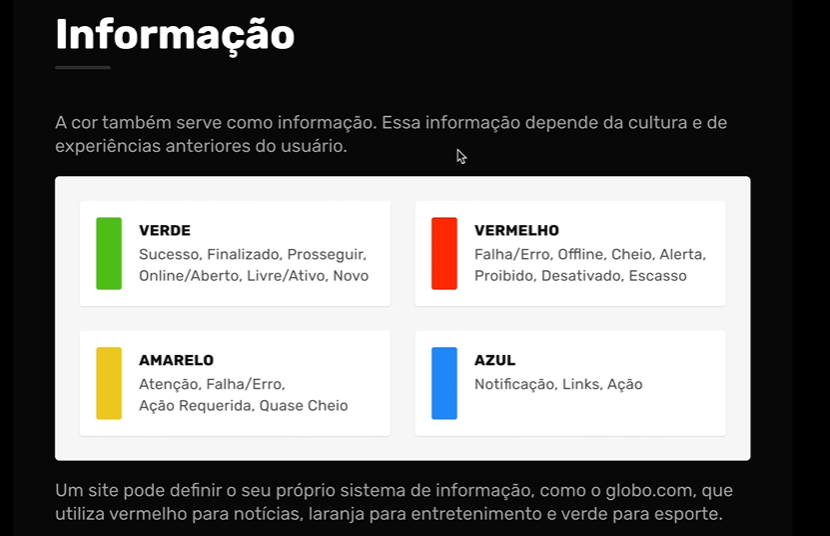 Informação
A cor também serve como informação. Essa informação depende da cultura e de
experiências anteriores do usuário.
VERDE
Sucesso, Finalizado, Prosseguir,
Online/Aberto, Livre/Ativo, Novo
VERMELHO
Falha/Erro, Offline, Cheio, Alerta,
Proibido, Desativado, Escasso
AMARELO
Atenção, Falha/Erro,
Ação Requerida, Quase Cheio
AZUL
Notificação, Links, Ação
Um site pode definir o seu próprio sistema de informação, como o globo.com, que
utiliza vermelho para notícias, laranja para entretenimento e verde para esporte.